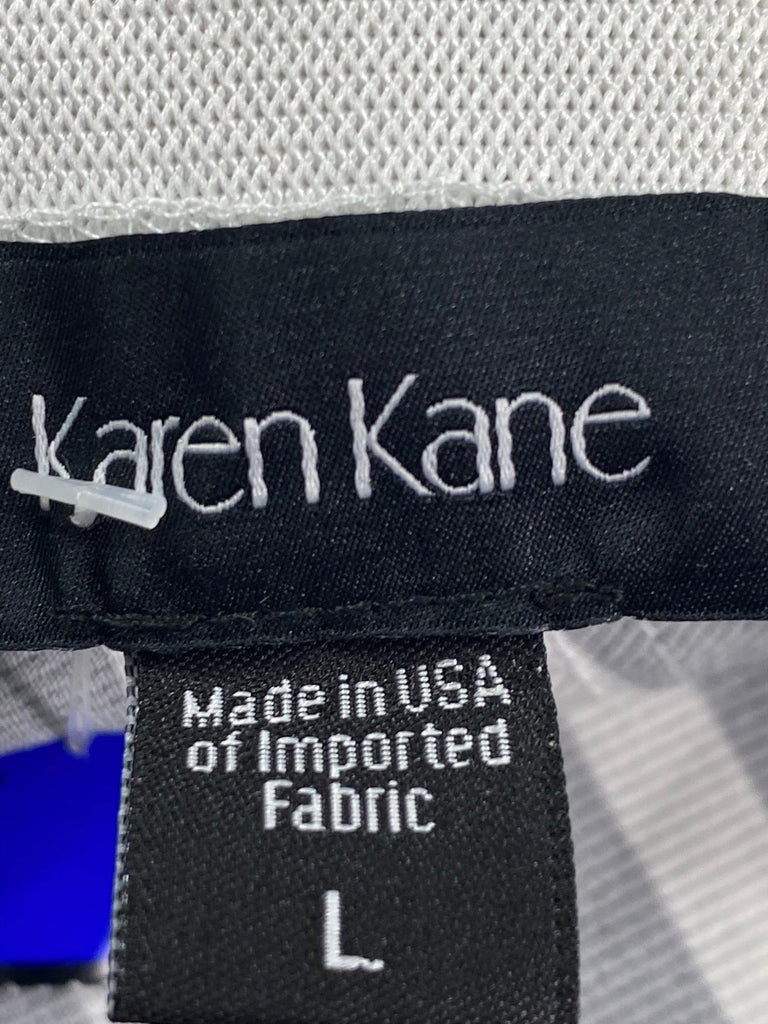 Karen Kane
Made in USA
of Imported
Fabric
L